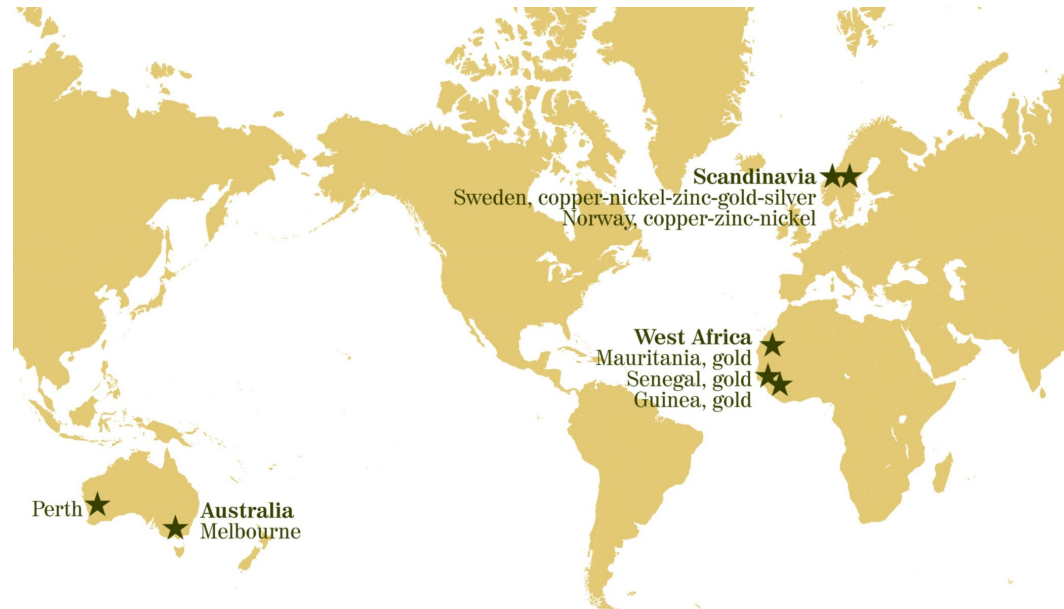 Scandinavia
Sweden, copper-nickel-zinc-gold-silver
Norway, copper-zinc-nickel
West Africa
Mauritania, gold
Senegal, gold
Guinea, gold
Perth
Australia
Melbourne